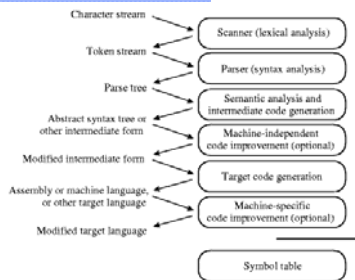 Character stream
Scanner (lexical analysis)
Token stream
Parser (syntax analysis)
Parse tree
Semantic analysis and
intermediate code generation
Abstract syntax tree or
other intermediate form
Machine-independent
code improvement (optional)
Modified intermediate form
Target code generation
Assembly or machine language,
or other target language
Machine-specific
code improvement (optional)
Modified target language
Symbol table